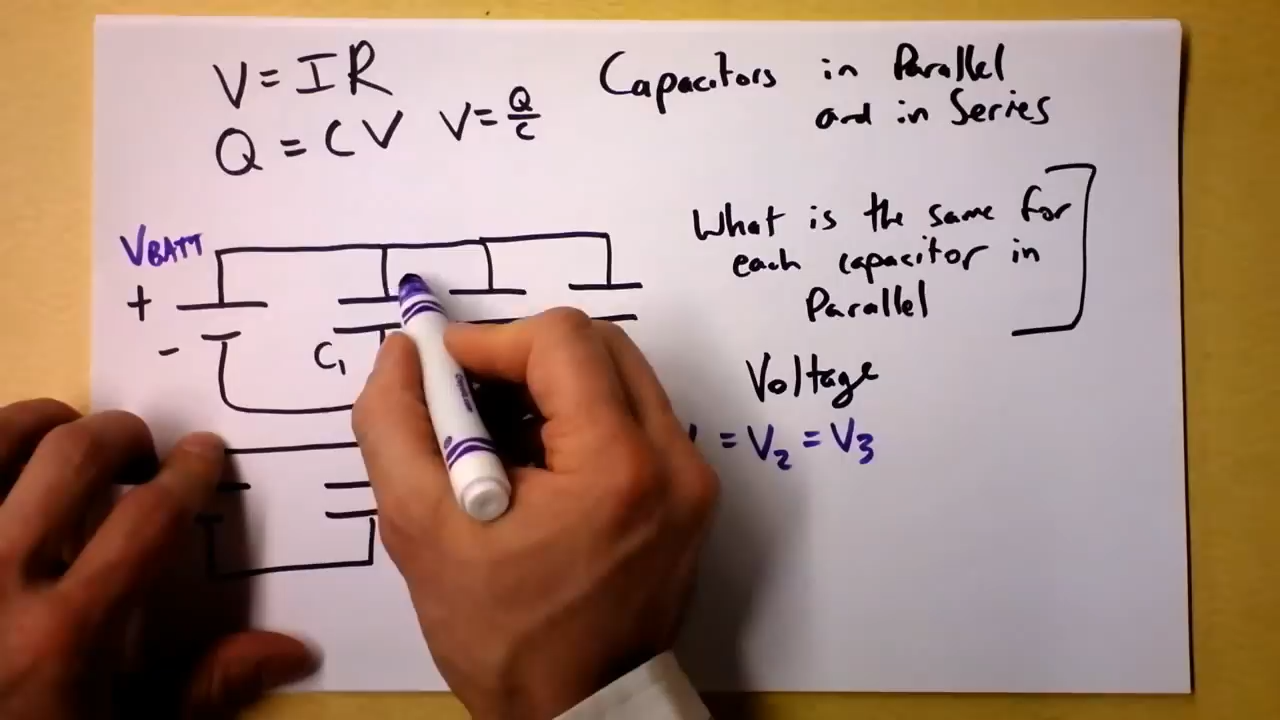 V = IR
Q = CV V = Q/C
Capacitors in Parallel
and in Series
VBATT
+
-
C1
What is the same for
each capacitor in
Parallel
Voltage
= V2 = V3